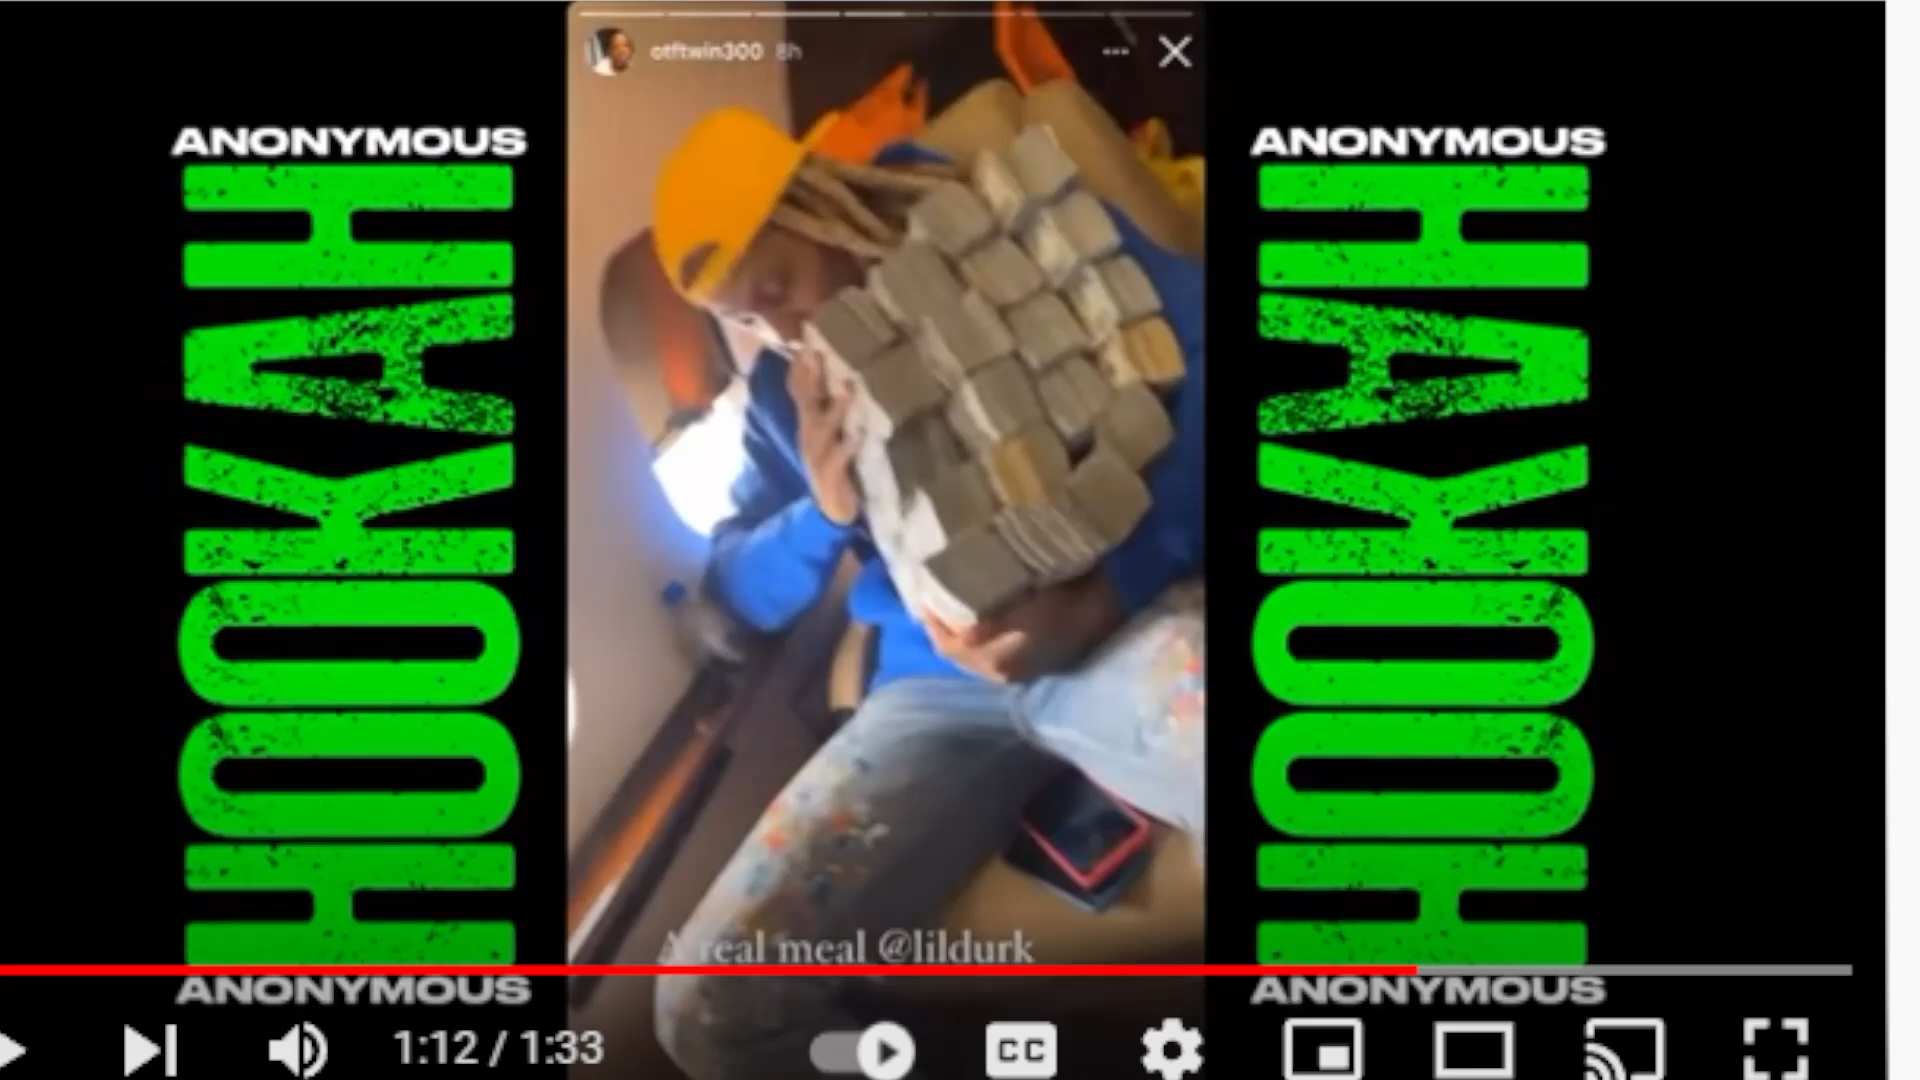 otftwin300 8h
ANONYMOUS
HOOKAH
ANONYMOUS
ANONYMOUS
HOOKAH
ANONYMOUS
A real meal @lildurk
1:12 / 1:33
CC